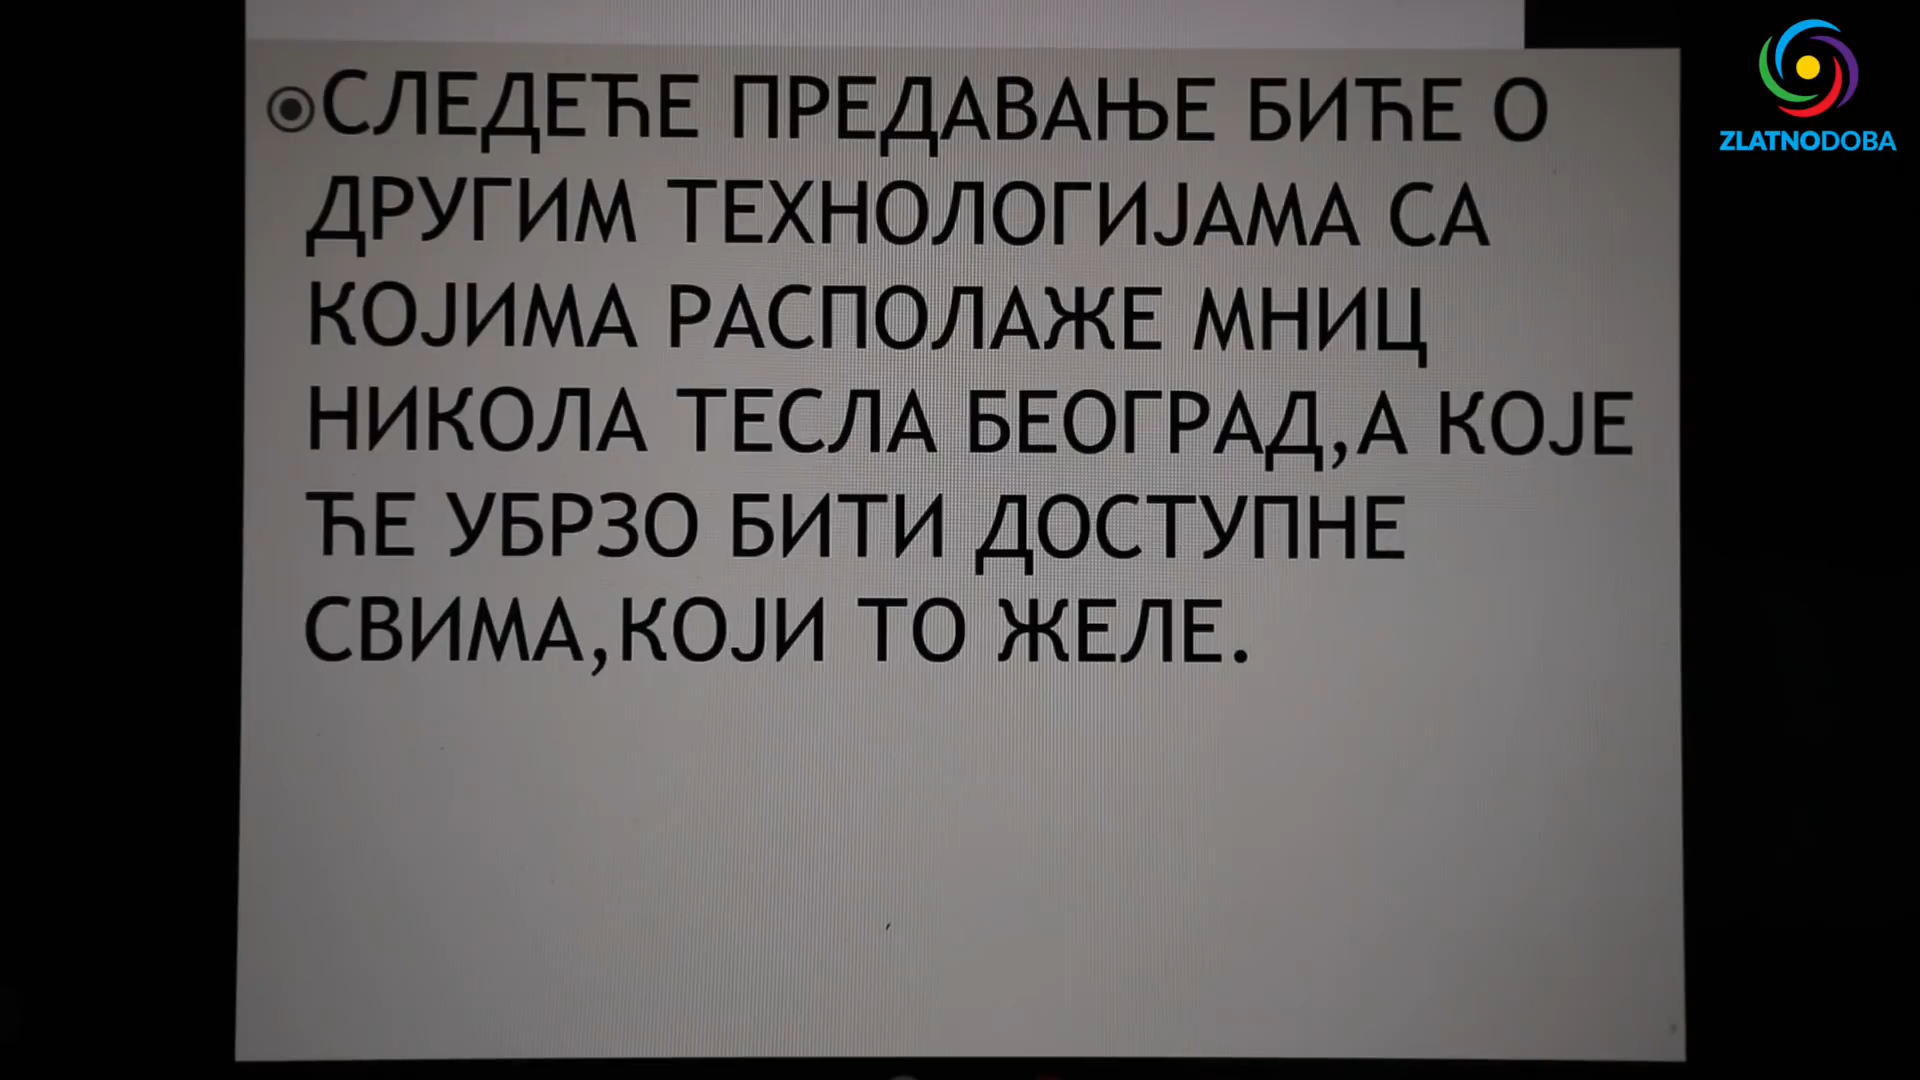 СЛЕДЕЋЕ ПРЕДАВАЊЕ БИЋЕ О
ДРУГИМ ТЕХНОЛОГИЈАМА СА
КОЈИМА РАСПОЛАЖЕ МНИЦ
НИКОЛА ТЕСЛА БЕОГРАД,А КОЈЕ
ЋЕ УБРЗО БИТИ ДОСТУПНЕ
СВИМА,КОЈИ ТО ЖЕЛЕ.
ZLATNODOBA